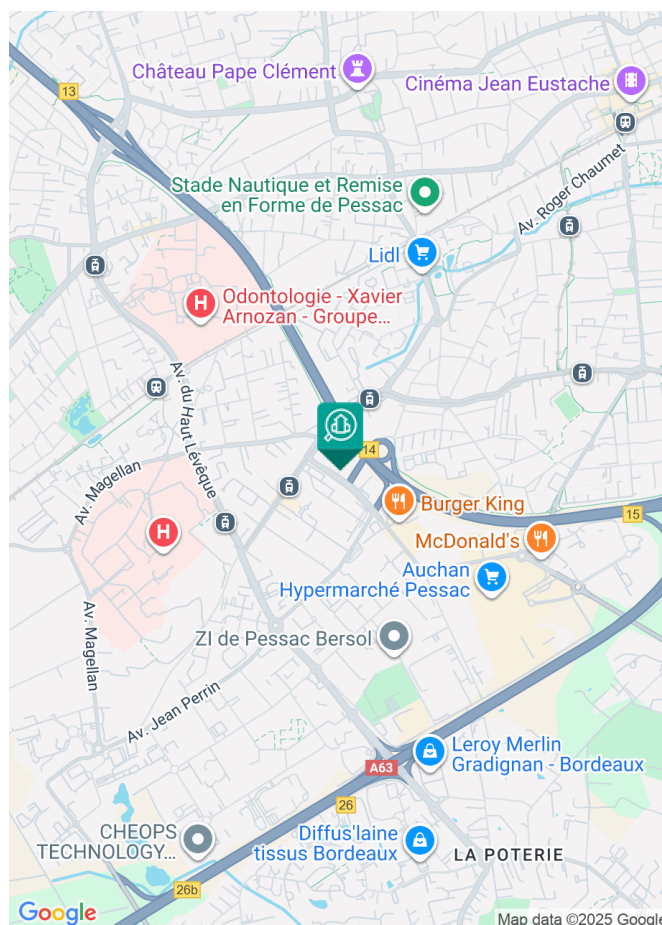 Château Pape Clément
Cinéma Jean Eustache
13
Stade Nautique et Remise
en Forme de Pessac
Av. Roger Chaumet
Lidl
Odontologie - Xavier
Arnozan - Groupe...
H
Av. du Haut Lévêque
14
Av. Magellan
Burger King
15
H
McDonald's
Auchan
Hypermarché Pessac
Av. Magellan
ZI de Pessac Bersol
Av. Jean Perrin
Leroy Merlin
Gradignan - Bordeaux
A63
26
CHEOPS
TECHNOLOGY...
Diffus'laine
tissus Bordeaux
LA POTERIE
26b
Google
Map data ©2025 Google